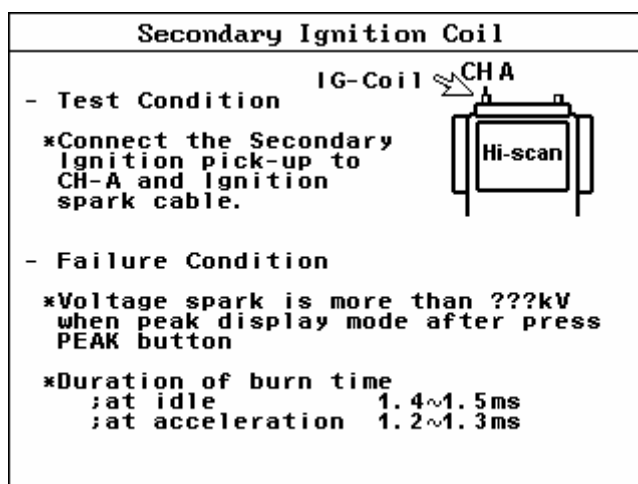 Secondary Ignition Coil
IG-Coil CH A
- Test Condition
*Connect the Secondary
Ignition pick-up to
CH-A and Ignition
spark cable.
Hi-scan
- Failure Condition
*Voltage spark is more than ???kV
when peak display mode after press
PEAK button
*Duration of burn time
;at idle 1.4~1.5ms
;at acceleration 1.2~1.3ms